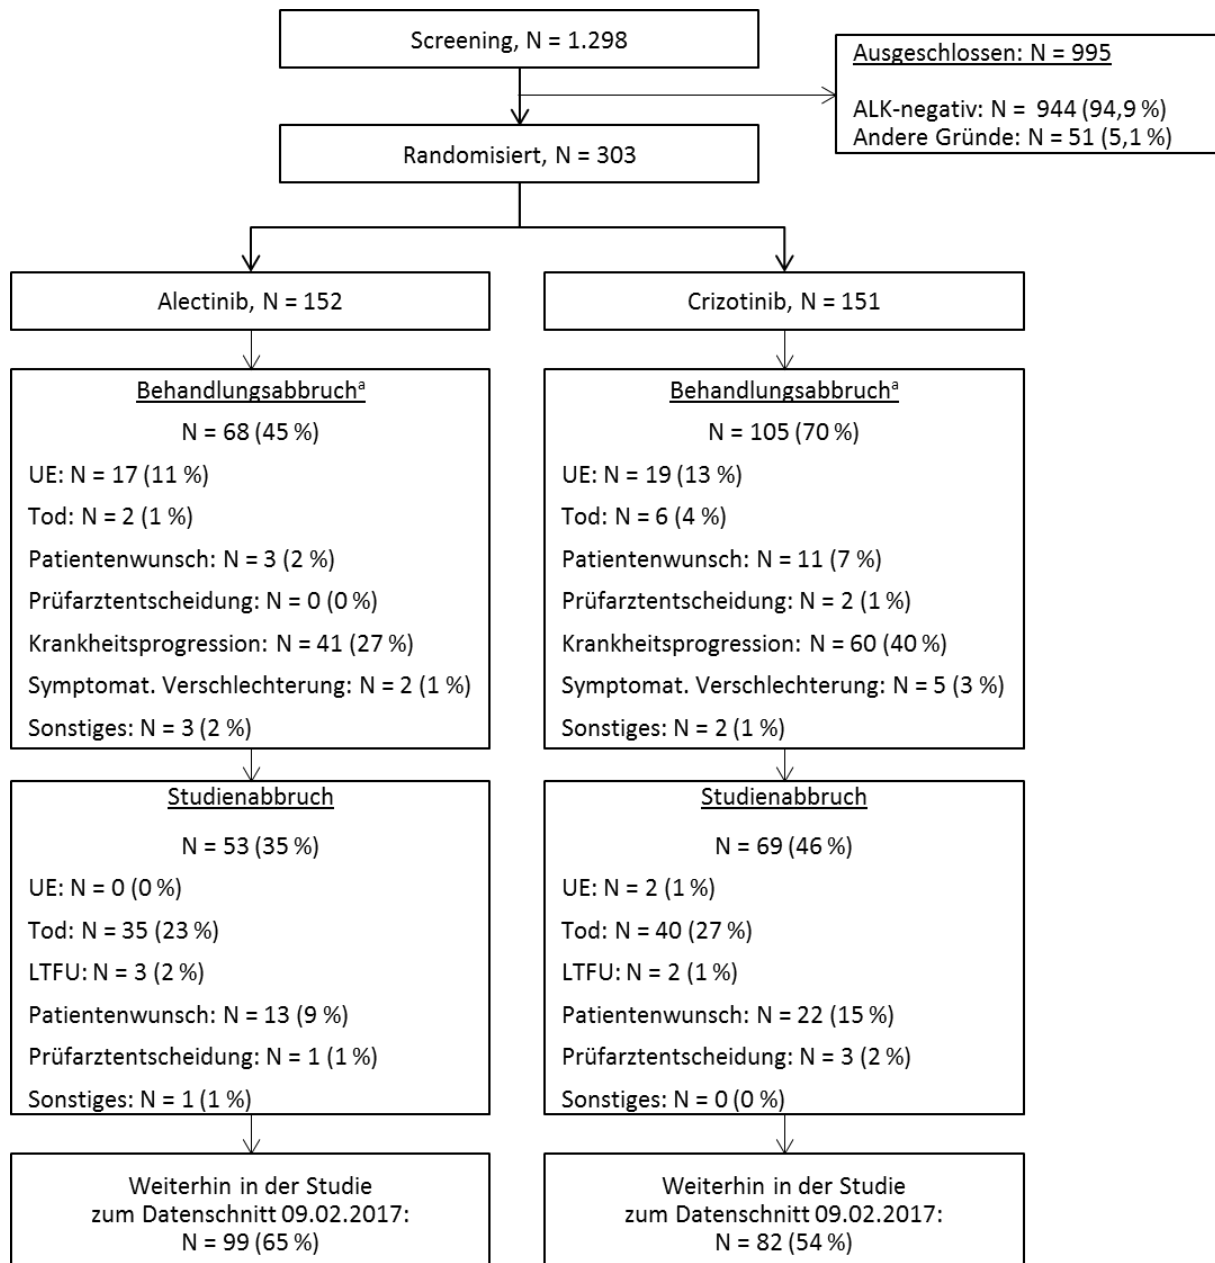 Screening, N = 1.298
Ausgeschlossen: N = 995
ALK-negativ: N = 944 (94,9 %)
Andere Gründe: N = 51 (5,1 %)
Randomisiert, N = 303
Alectinib, N = 152
Behandlungsabbruchᵃ
N = 68 (45 %)
UE: N = 17 (11 %)
Tod: N = 2 (1 %)
Patientenwunsch: N = 3 (2 %)
Prüfarztentscheidung: N = 0 (0 %)
Krankheitsprogression: N = 41 (27 %)
Symptomat. Verschlechterung: N = 2 (1 %)
Sonstiges: N = 3 (2 %)
Studienabbruch
N = 53 (35 %)
UE: N = 0 (0 %)
Tod: N = 35 (23 %)
LTFU: N = 3 (2 %)
Patientenwunsch: N = 13 (9 %)
Prüfarztentscheidung: N = 1 (1 %)
Sonstiges: N = 1 (1 %)
Weiterhin in der Studie
zum Datenschnitt 09.02.2017:
N = 99 (65 %)
Crizotinib, N = 151
Behandlungsabbruchᵃ
N = 105 (70 %)
UE: N = 19 (13 %)
Tod: N = 6 (4 %)
Patientenwunsch: N = 11 (7 %)
Prüfarztentscheidung: N = 2 (1 %)
Krankheitsprogression: N = 60 (40 %)
Symptomat. Verschlechterung: N = 5 (3 %)
Sonstiges: N = 2 (1 %)
Studienabbruch
N = 69 (46 %)
UE: N = 2 (1 %)
Tod: N = 40 (27 %)
LTFU: N = 2 (1 %)
Patientenwunsch: N = 22 (15 %)
Prüfarztentscheidung: N = 3 (2 %)
Sonstiges: N = 0 (0 %)
Weiterhin in der Studie
zum Datenschnitt 09.02.2017:
N = 82 (54 %)